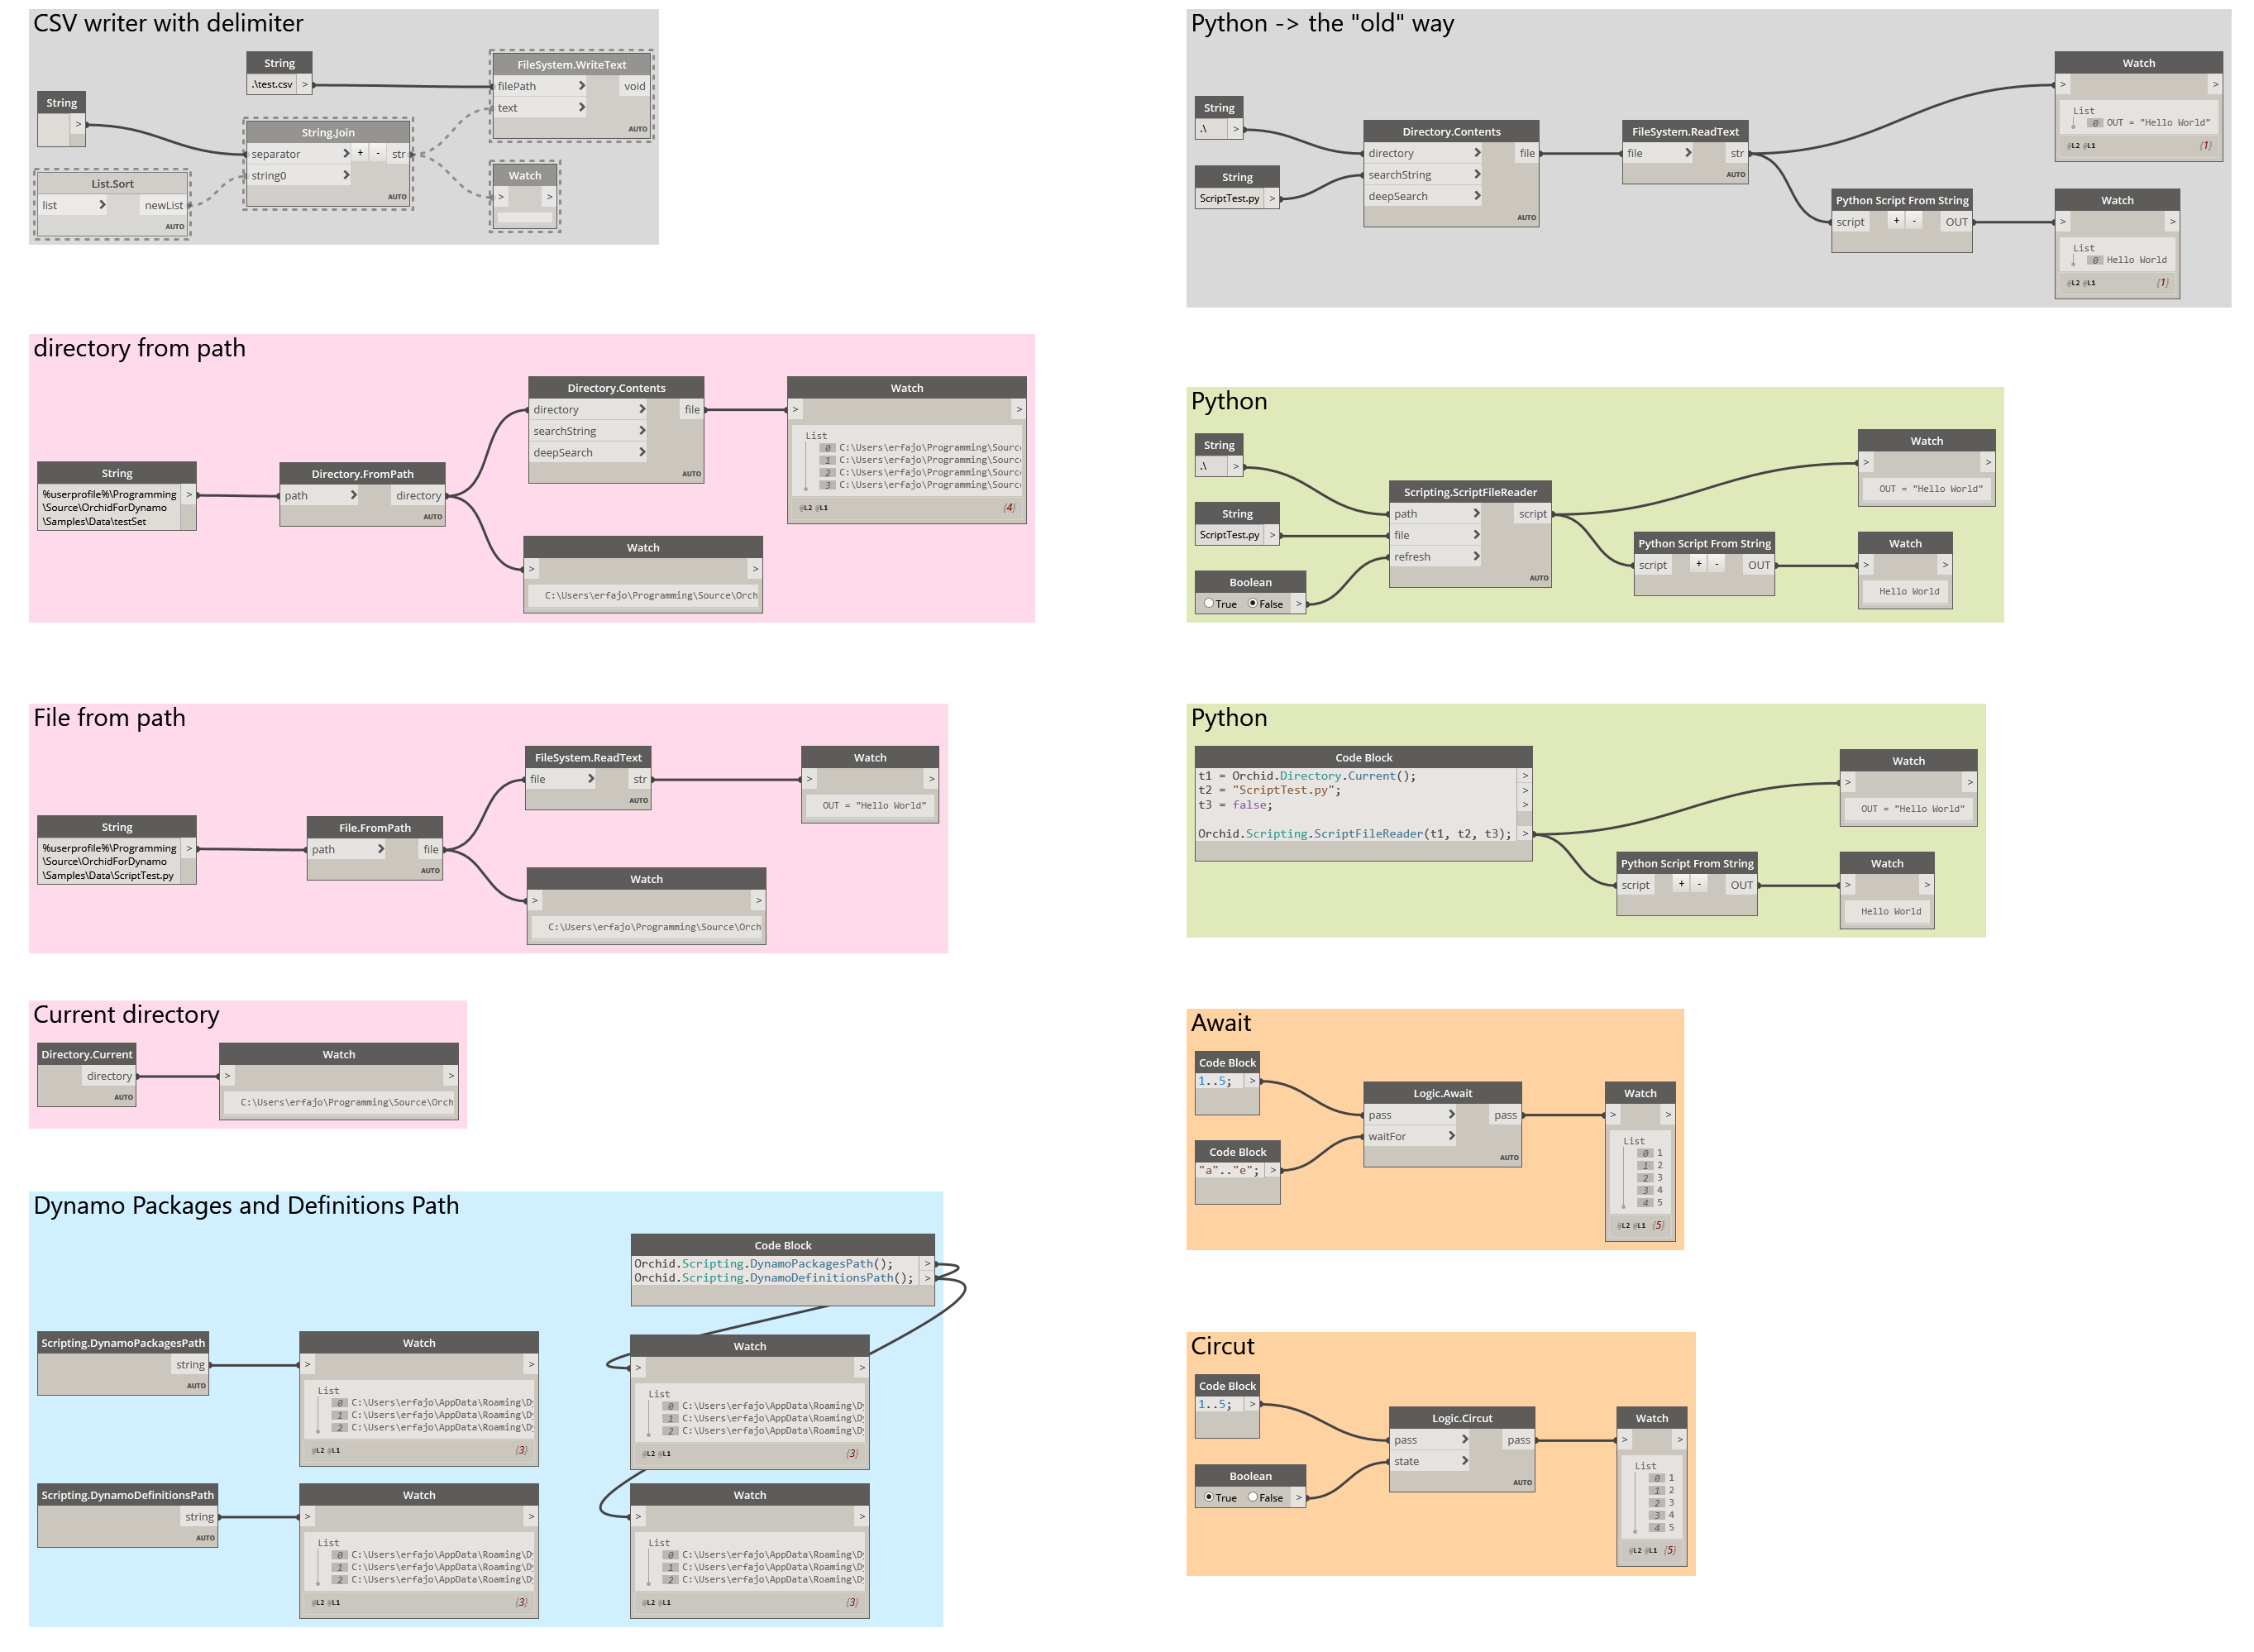 CSV writer with delimiter
String
.\test.csv >
FileSystem.WriteText
filePath > void
text >
AUTO
String
>
String.Join
separator > + - str
string0 >
AUTO
List.Sort
list > newList
AUTO
Watch
> >
directory from path
String
%userprofile%\Programming >
\Source\OrchidForDynamo
\Samples\Data\testSet
Directory.FromPath
path > directory
AUTO
Directory.Contents
directory > file
searchString >
deepSearch >
AUTO
Watch
> >
List
0 C:\Users\erfajo\Programming\Source
1 C:\Users\erfajo\Programming\Source
2 C:\Users\erfajo\Programming\Source
3 C:\Users\erfajo\Programming\Source
@L2 @L1 {4}
Watch
> >
C:\Users\erfajo\Programming\Source\Orch
File from path
String
%userprofile%\Programming >
\Source\OrchidForDynamo
\Samples\Data\ScriptTest.py
File.FromPath
path > file
AUTO
FileSystem.ReadText
file > str
AUTO
Watch
> >
OUT = "Hello World"
Watch
> >
C:\Users\erfajo\Programming\Source\Orch
Current directory
Directory.Current
directory
AUTO
Watch
> >
C:\Users\erfajo\Programming\Source\Orch
Dynamo Packages and Definitions Path
Code Block
Orchid.Scripting.DynamoPackagesPath(); >
Orchid.Scripting.DynamoDefinitionsPath(); >
Scripting.DynamoPackagesPath
string
AUTO
Watch
> >
List
0 C:\Users\erfajo\AppData\Roaming\Dy
1 C:\Users\erfajo\AppData\Roaming\Dy
2 C:\Users\erfajo\AppData\Roaming\Dy
@L2 @L1 {3}
Watch
> >
List
0 C:\Users\erfajo\AppData\Roaming\Dy
1 C:\Users\erfajo\AppData\Roaming\Dy
2 C:\Users\erfajo\AppData\Roaming\Dy
@L2 @L1 {3}
Scripting.DynamoDefinitionsPath
string
AUTO
Watch
> >
List
0 C:\Users\erfajo\AppData\Roaming\Dy
1 C:\Users\erfajo\AppData\Roaming\Dy
2 C:\Users\erfajo\AppData\Roaming\Dy
@L2 @L1 {3}
Watch
> >
List
0 C:\Users\erfajo\AppData\Roaming\Dy
1 C:\Users\erfajo\AppData\Roaming\Dy
2 C:\Users\erfajo\AppData\Roaming\Dy
@L2 @L1 {3}
Python -> the "old" way
String
.\ >
String
ScriptTest.py >
Directory.Contents
directory > file
searchString >
deepSearch >
AUTO
FileSystem.ReadText
file > str
AUTO
Watch
> >
List
0 OUT = "Hello World"
@L2 @L1 {1}
Python Script From String
script + - OUT
Watch
> >
List
0 Hello World
@L2 @L1 {1}
Python
String
.\ >
String
ScriptTest.py >
Boolean
True False >
Scripting.ScriptFileReader
path > script
file >
refresh >
AUTO
Watch
> >
OUT = "Hello World"
Python Script From String
script + - OUT
Watch
> >
Hello World
Python
Code Block
t1 = Orchid.Directory.Current(); >
t2 = "ScriptTest.py"; >
t3 = false; >
Orchid.Scripting.ScriptFileReader(t1, t2, t3); >
Watch
> >
OUT = "Hello World"
Python Script From String
script + - OUT
Watch
> >
Hello World
Await
Code Block
1..5; >
Code Block
"a".."e"; >
Logic.Await
pass > pass
waitFor >
AUTO
Watch
> >
List
0 1
1 2
2 3
3 4
4 5
@L2 @L1 {5}
Circut
Code Block
1..5; >
Boolean
True False >
Logic.Circut
pass > pass
state >
AUTO
Watch
> >
List
0 1
1 2
2 3
3 4
4 5
@L2 @L1 {5}